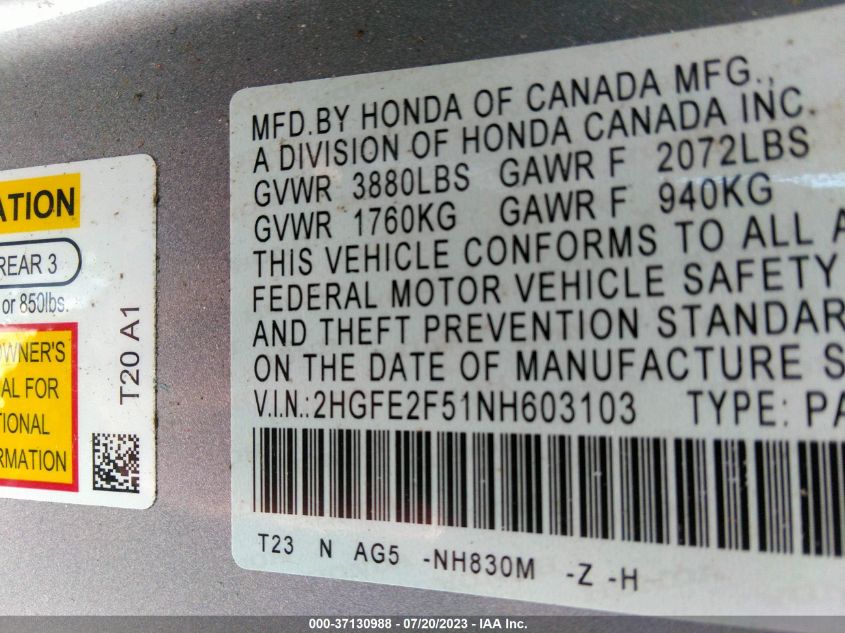 ATION
REAR 3
or 850lbs.
OWNER'S
AL FOR
TIONAL
ORMATION
T20 A1
MFD.BY HONDA OF CANADA MFG.,
A DIVISION OF HONDA CANADA INC.
GVWR 3880LBS GAWR F 2072LBS
GVWR 1760KG GAWR F 940KG
THIS VEHICLE CONFORMS TO ALL A
FEDERAL MOTOR VEHICLE SAFETY
AND THEFT PREVENTION STANDAR
ON THE DATE OF MANUFACTURE S
V.I.N.:2HGFE2F51NH603103 TYPE:PA
T23 N AG5 -NH830M -Z -H
000-37130988 - 07/20/2023 - IAA Inc.